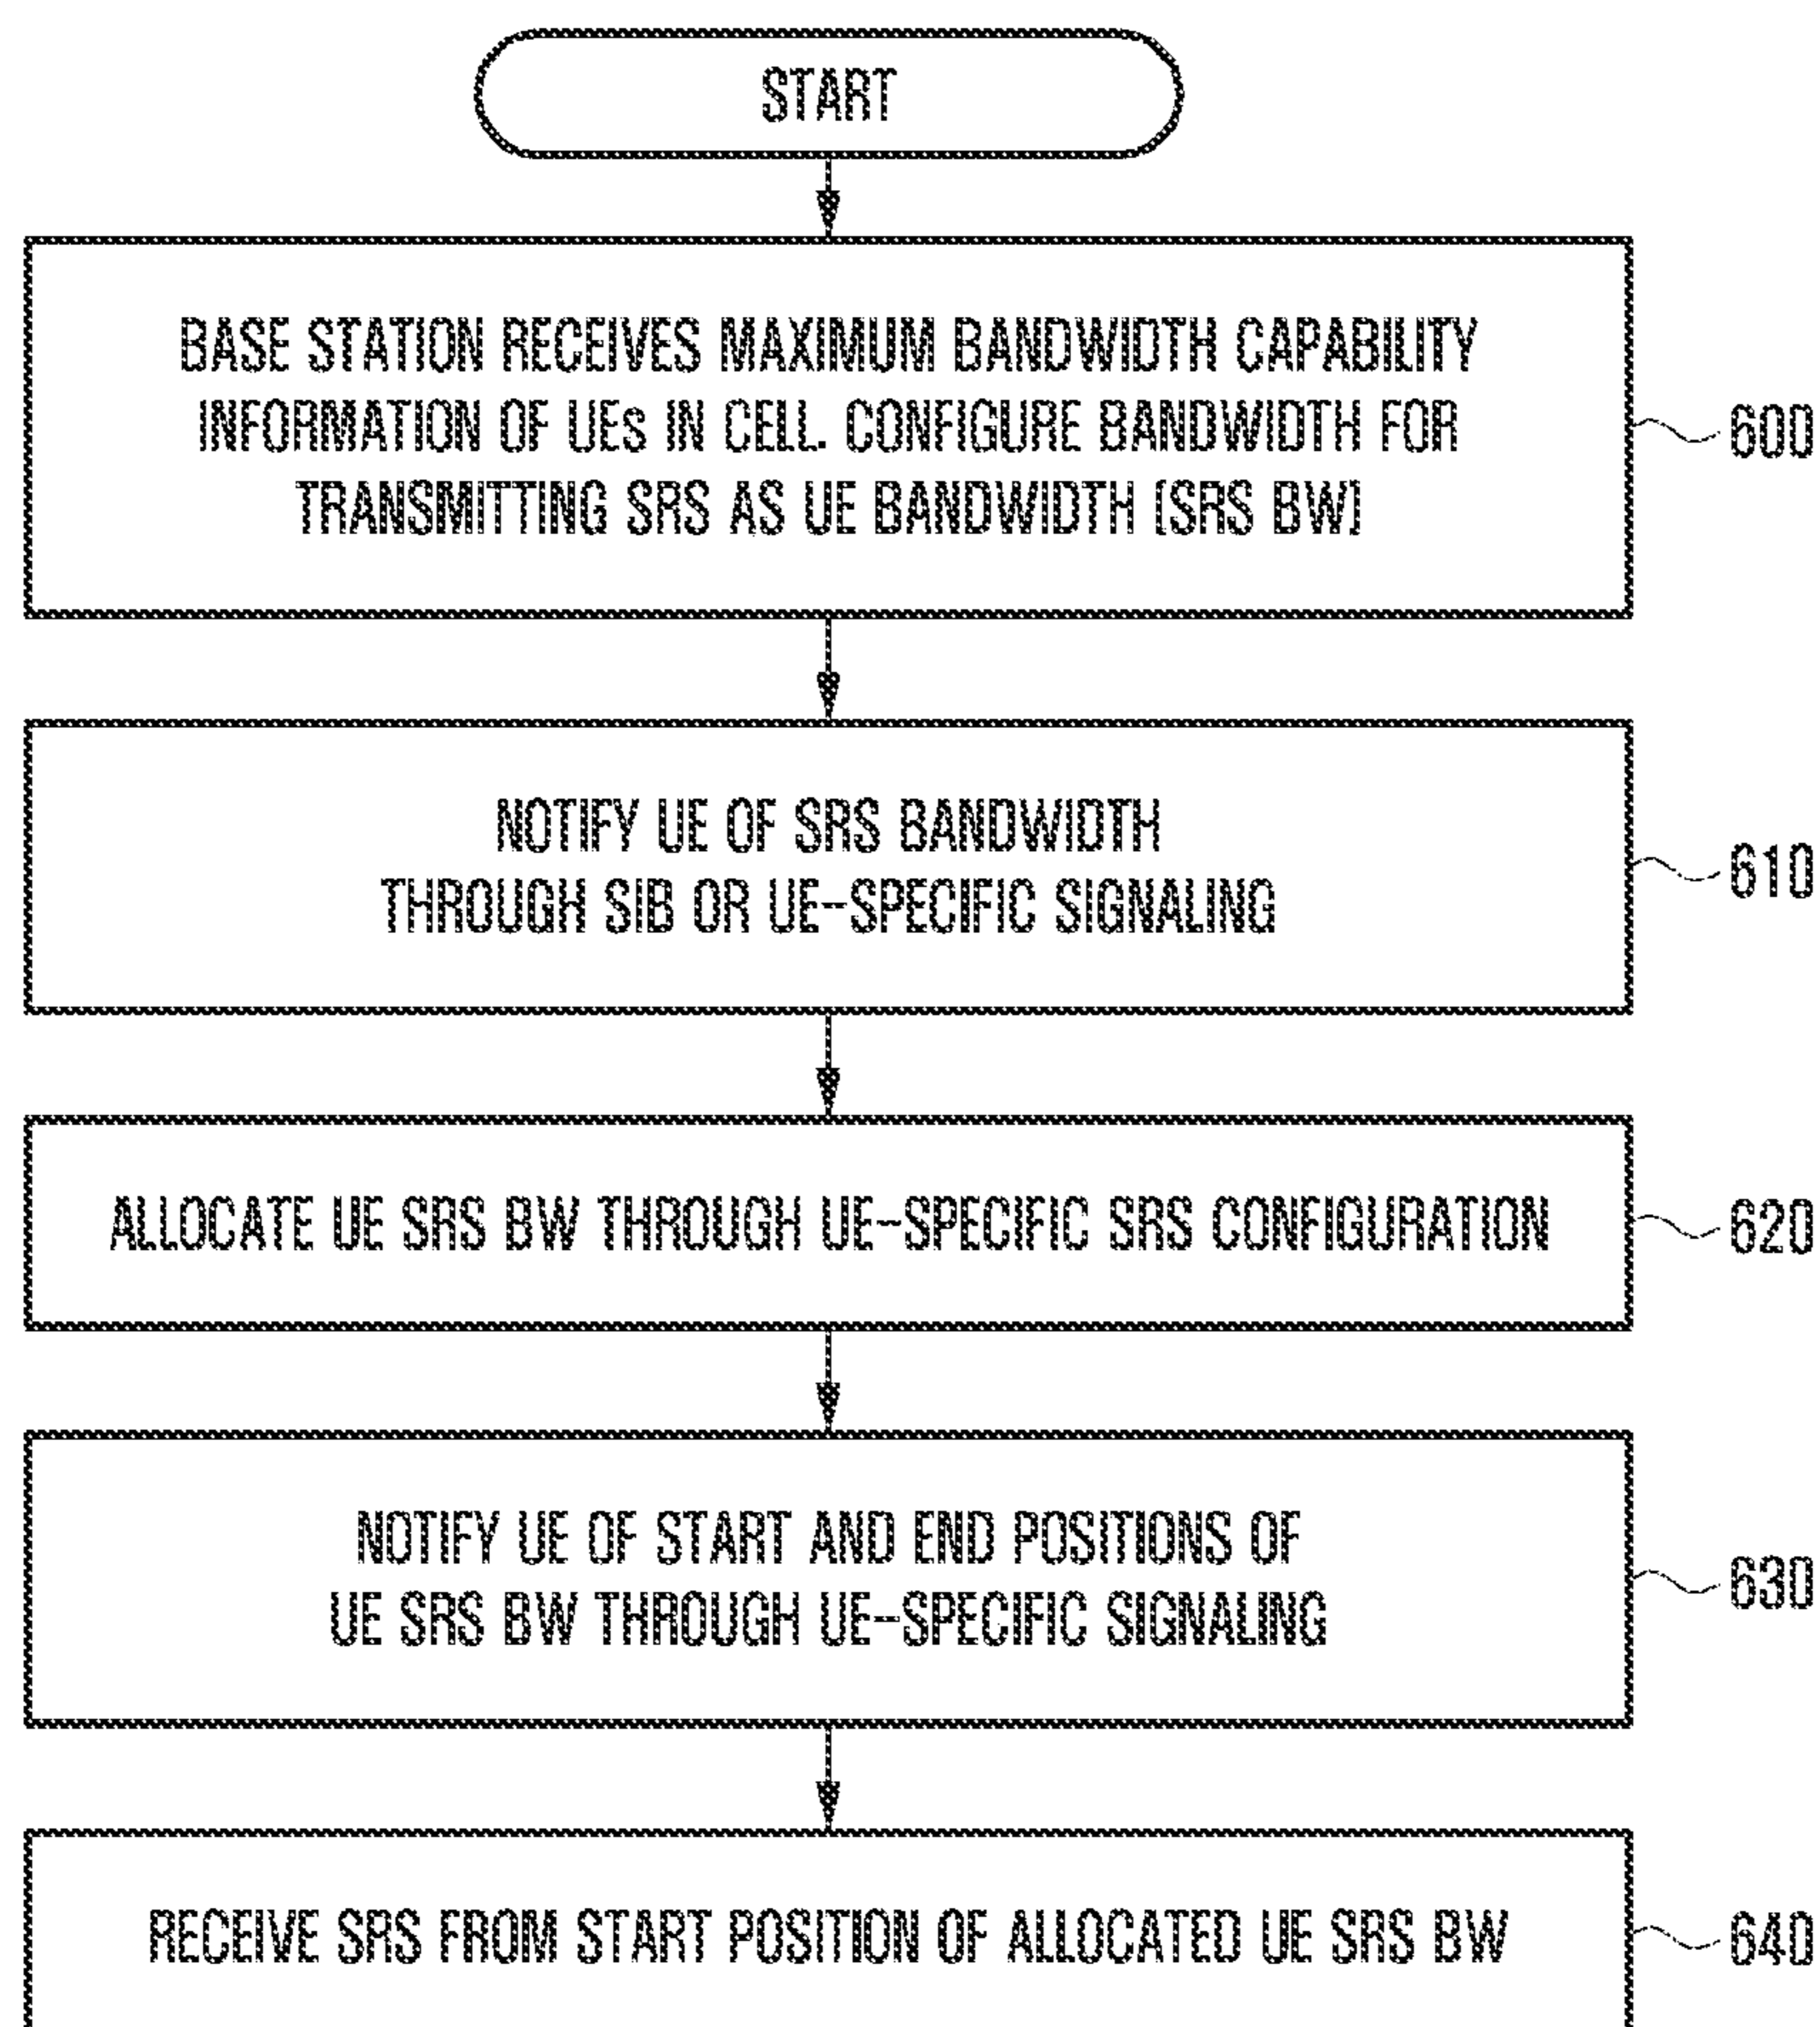 START
BASE STATION RECEIVES MAXIMUM BANDWIDTH CAPABILITY
INFORMATION OF UEs IN CELL. CONFIGURE BANDWIDTH FOR
TRANSMITTING SRS AS UE BANDWIDTH (SRS BW)
600
NOTIFY UE OF SRS BANDWIDTH
THROUGH SIB OR UE-SPECIFIC SIGNALING
610
ALLOCATE UE SRS BW THROUGH UE-SPECIFIC SRS CONFIGURATION
620
NOTIFY UE OF START AND END POSITIONS OF
UE SRS BW THROUGH UE-SPECIFIC SIGNALING
630
RECEIVE SRS FROM START POSITION OF ALLOCATED UE SRS BW
640